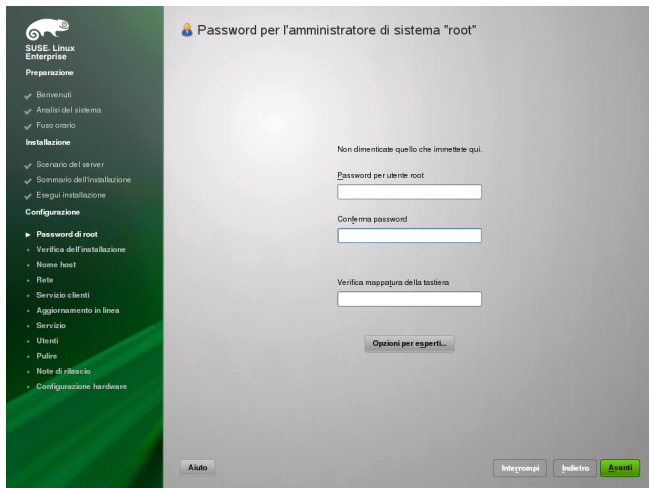 SUSE. Linux
Enterprise
Preparazione
Benvenuti
Analisi del sistema
Fuso orario
Installazione
Scenario del server
Sommario dell'installazione
Esegui installazione
Configurazione
Password di root
Verifica dell'installazione
Nome host
Rete
Servizio clienti
Aggiornamento in linea
Servizio
Utenti
Pulire
Note di rilascio
Configurazione hardware
Password per l'amministratore di sistema "root"
Non dimenticate quello che immettete qui.
Password per utente root
Conferma password
Verifica mappatura della tastiera
Opzioni per esperti...
Aiuto
Interrompi
Indietro
Avanti